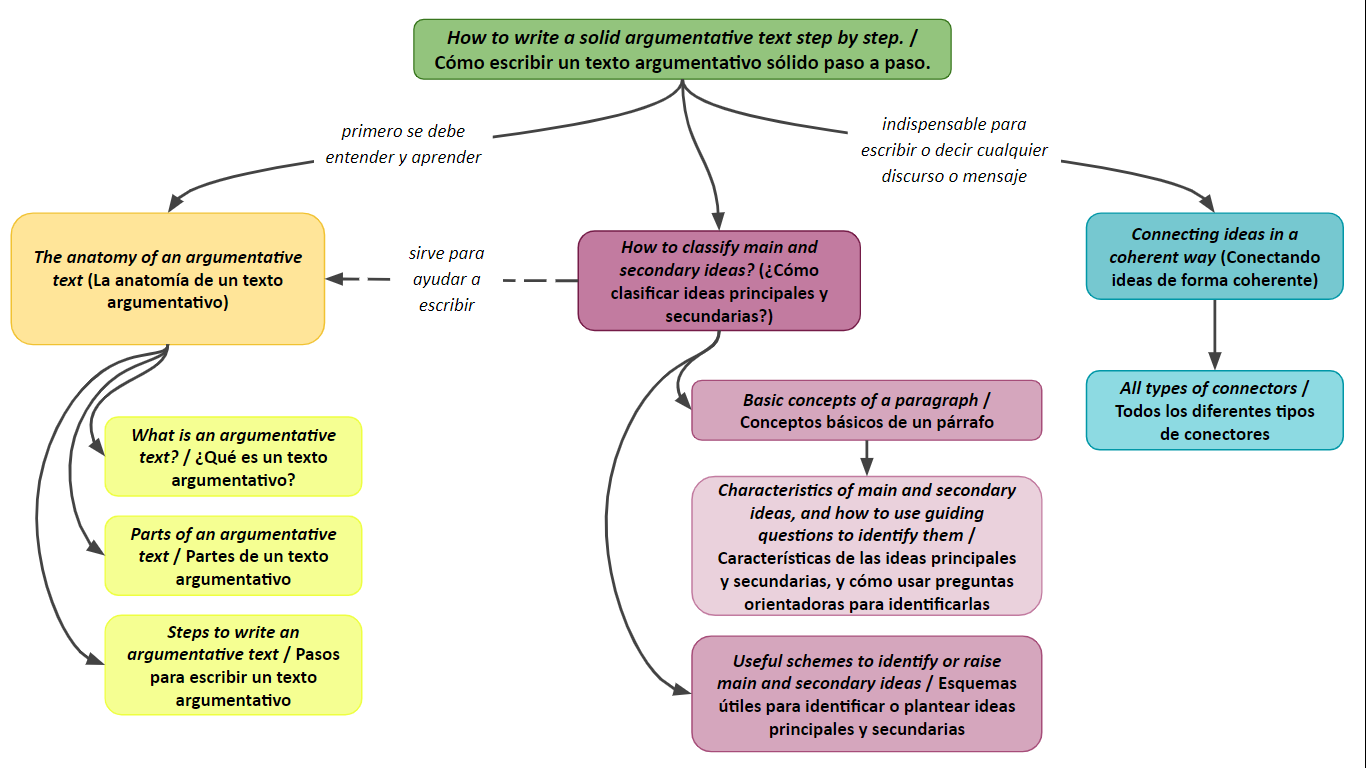 How to write a solid argumentative text step by step. /
Cómo escribir un texto argumentativo sólido paso a paso.
primero se debe
entender y aprender
indispensable para
escribir o decir cualquier
discurso o mensaje
The anatomy of an argumentative
text (La anatomía de un texto
argumentativo)
sirve para
ayudar a
escribir
How to classify main and
secondary ideas? (¿Cómo
clasificar ideas principales y
secundarias?)
Connecting ideas in a
coherent way (Conectando
ideas de forma coherente)
What is an argumentative
text? / ¿Qué es un texto
argumentativo?
Parts of an argumentative
text / Partes de un texto
argumentativo
Steps to write an
argumentative text / Pasos
para escribir un texto
argumentativo
Basic concepts of a paragraph /
Conceptos básicos de un párrafo
Characteristics of main and secondary
ideas, and how to use guiding
questions to identify them /
Características de las ideas principales
y secundarias, y cómo usar preguntas
orientadoras para identificarlas
Useful schemes to identify or raise
main and secondary ideas / Esquemas
útiles para identificar o plantear ideas
principales y secundarias
All types of connectors /
Todos los diferentes tipos
de conectores